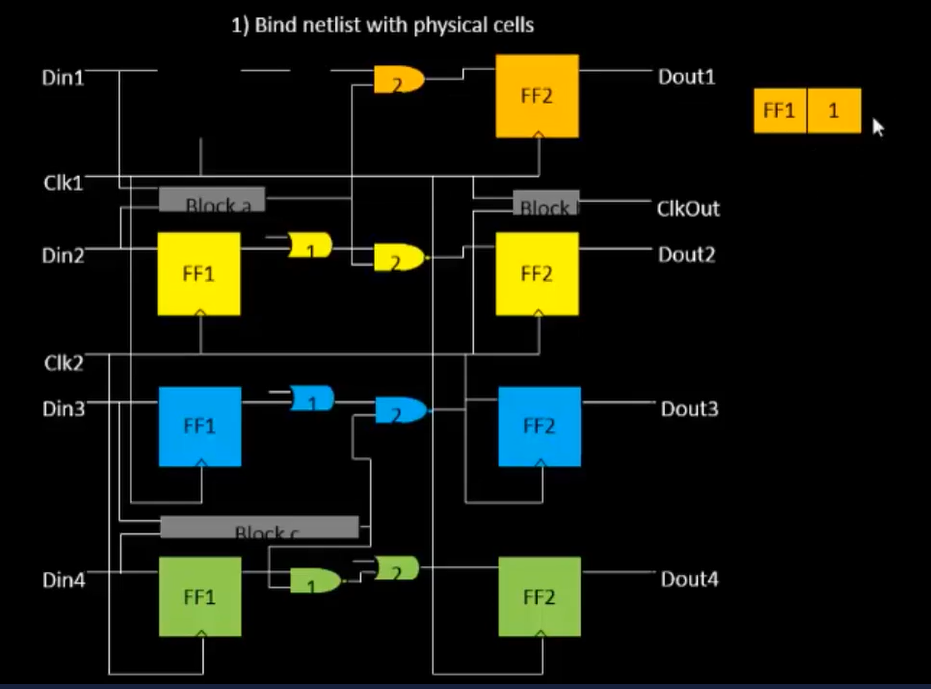 1) Bind netlist with physical cells
Din1
2
FF2
Dout1
FF1 1
Clk1
Block a
Block
ClkOut
Din2
FF1
1
2
FF2
Dout2
Clk2
Din3
FF1
1
2
FF2
Dout3
Block c
Din4
FF1
1
2
FF2
Dout4